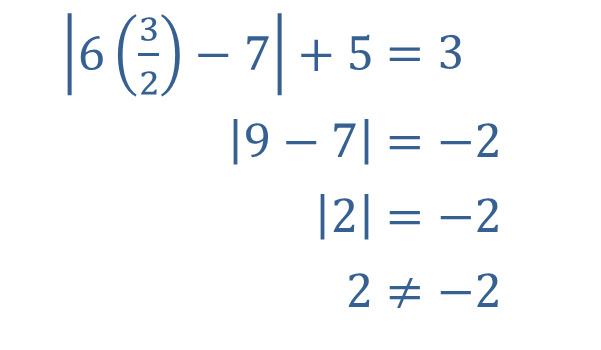 |6(3/2) − 7| + 5 = 3
|9 − 7| = −2
|2| = −2
2 ≠ −2